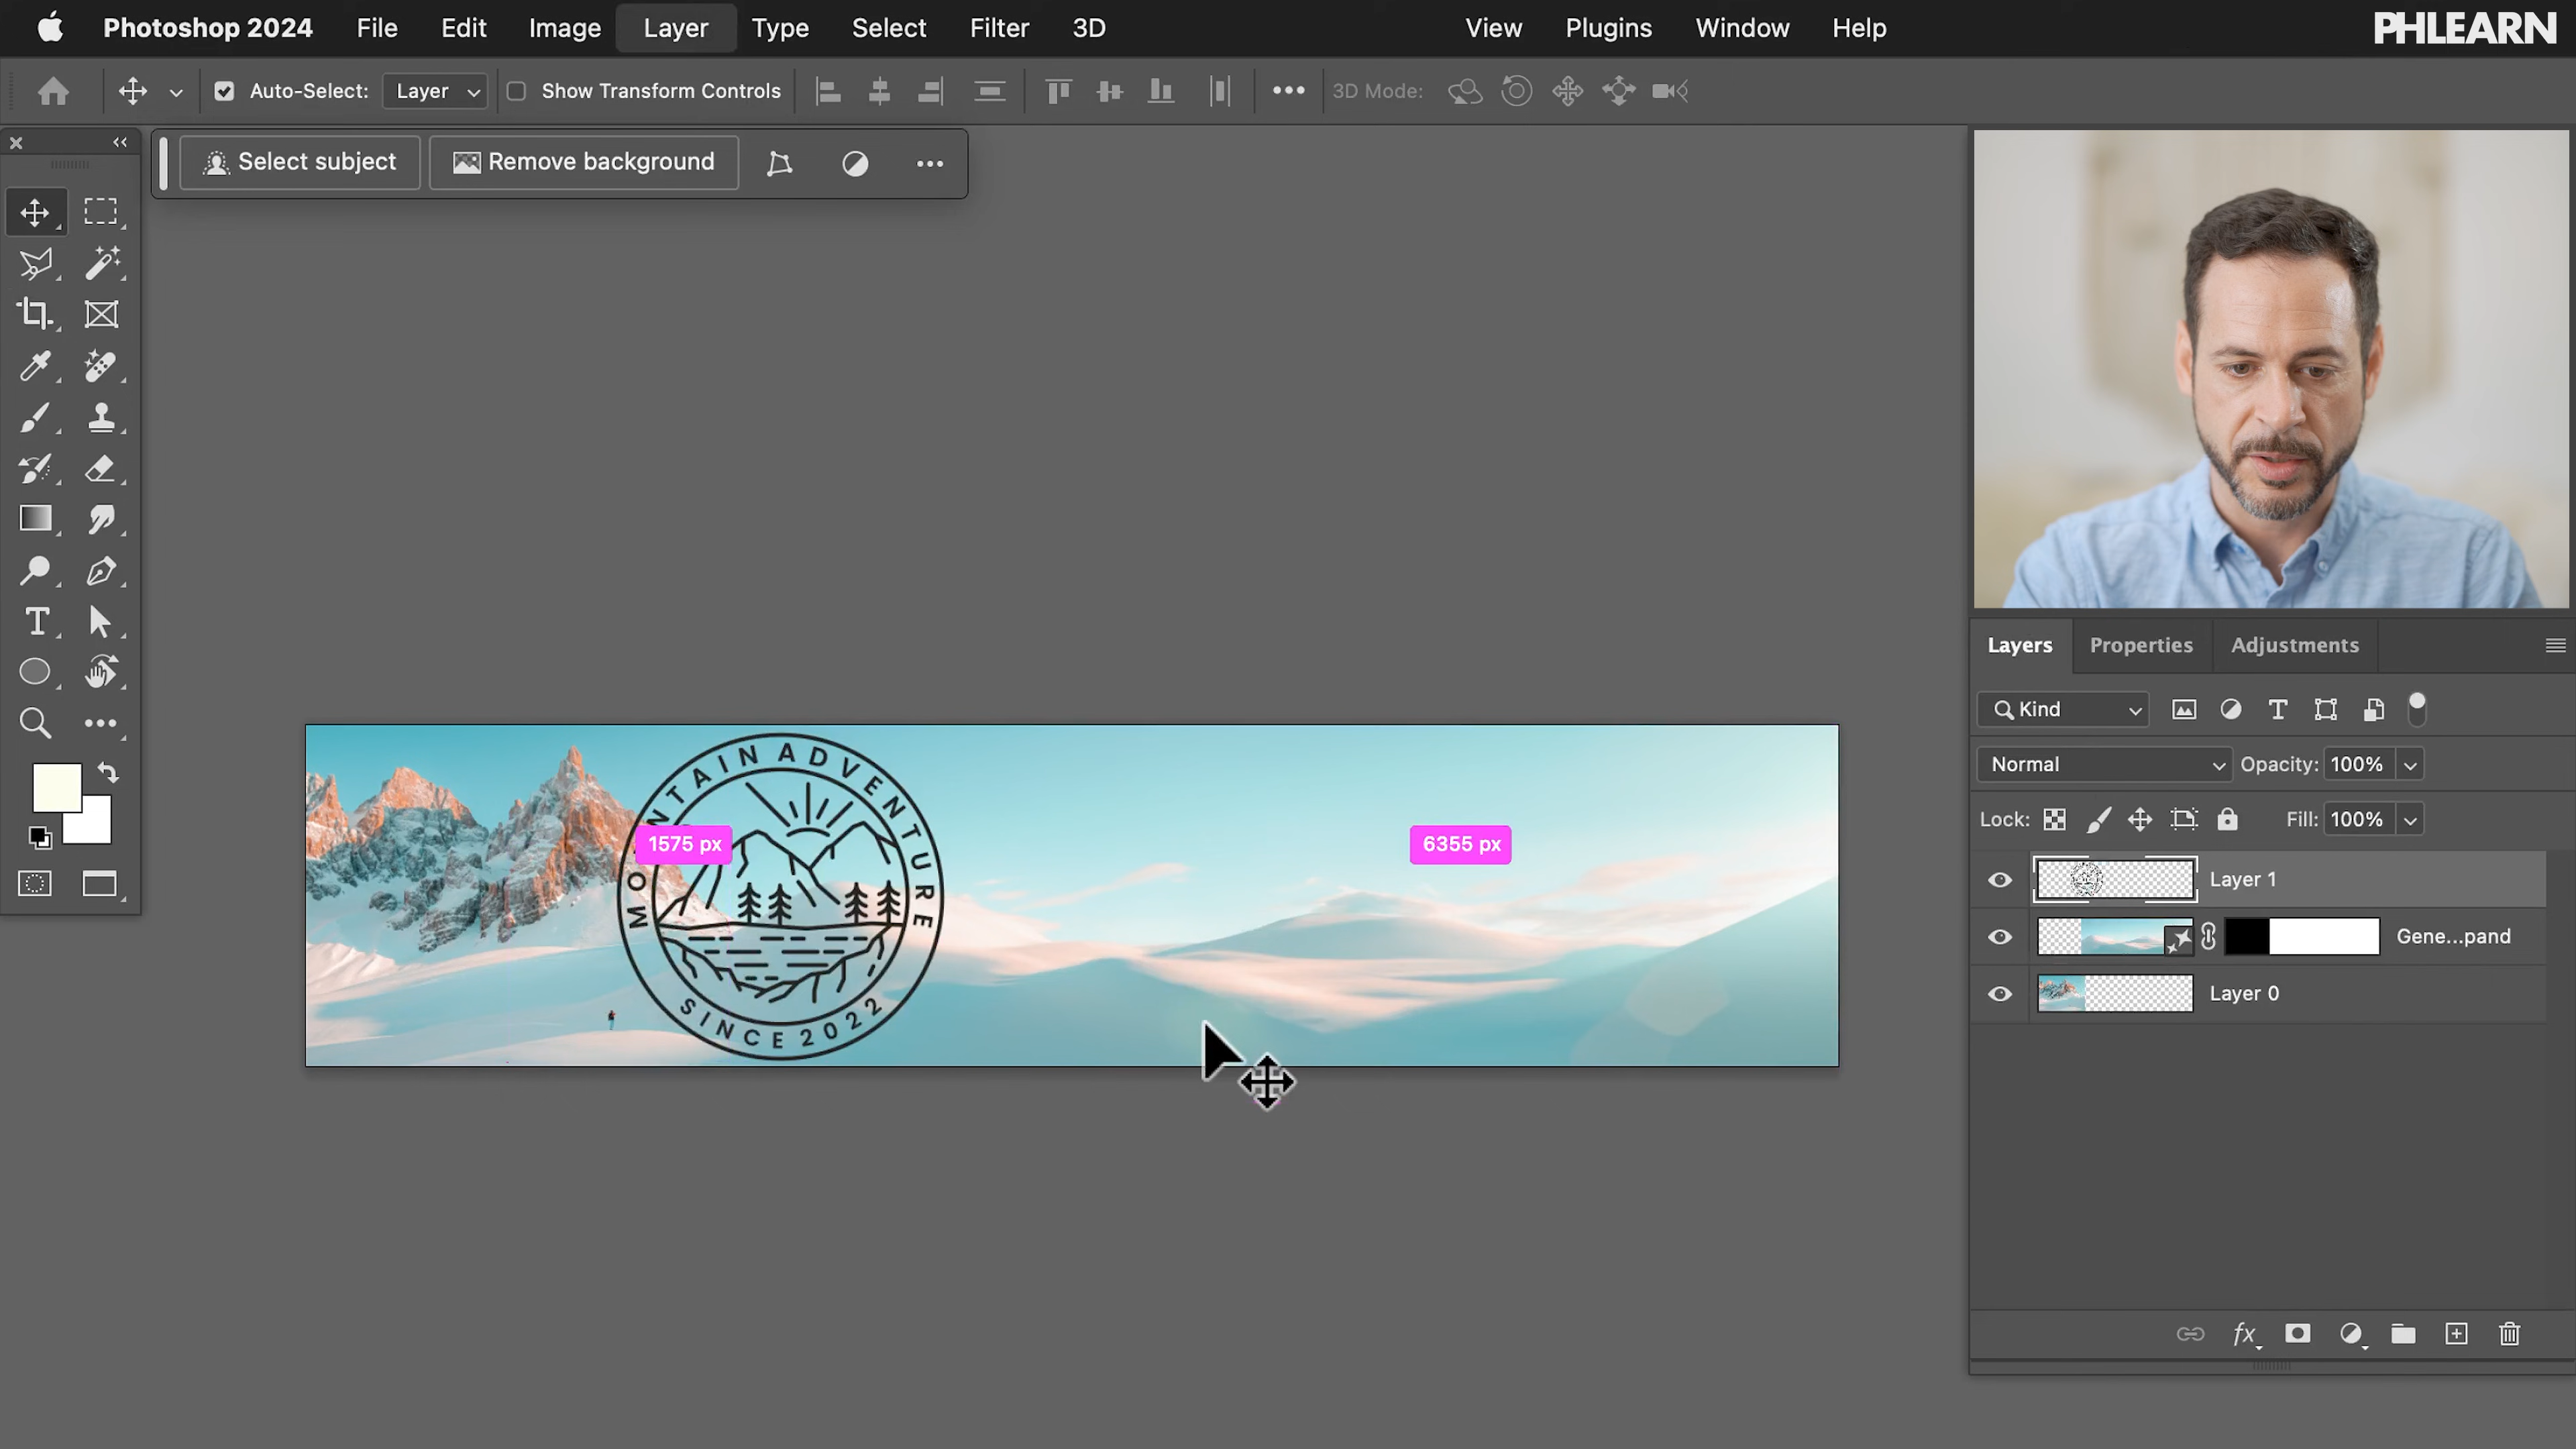 Photoshop 2024 File Edit Image Layer Type Select Filter 3D View Plugins Window Help PHLEARN
Auto-Select: Layer Show Transform Controls 3D Mode:
Select subject Remove background
MOUNTAIN ADVENTURE
1575 px 6355 px
SINCE 2022
Layers Properties Adjustments
Kind
Normal Opacity: 100%
Lock: Fill: 100%
Layer 1
Gene...pand
Layer 0
fx